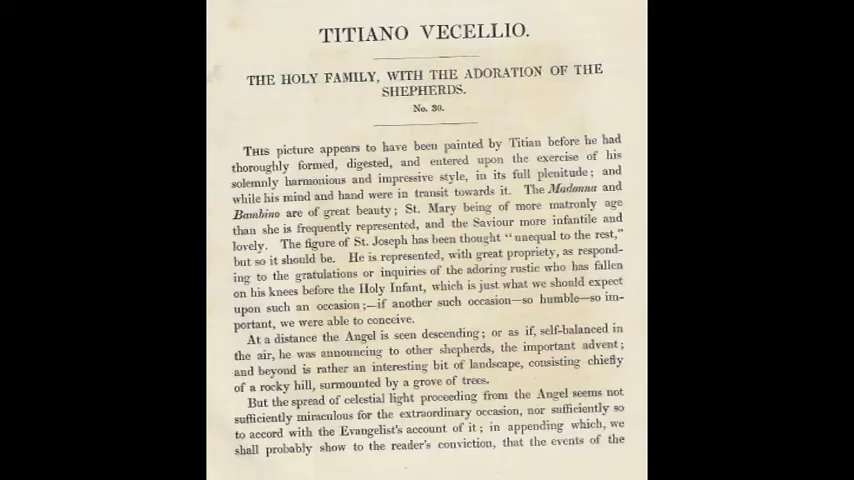 TITIANO VECELLIO.
THE HOLY FAMILY, WITH THE ADORATION OF THE
SHEPHERDS.
No. 30.
THIS picture appears to have been painted by Titian before he had
thoroughly formed, digested, and entered upon the exercise of his
solemnly harmonious and impressive style, in its full plenitude; and
while his mind and hand were in transit towards it. The Madonna and
Bambino are of great beauty; St. Mary being of more matronly age
than she is frequently represented, and the Saviour more infantile and
lovely. The figure of St. Joseph has been thought "unequal to the rest,"
but so it should be. He is represented, with great propriety, as respond-
ing to the gratulations or inquiries of the adoring rustic who has fallen
on his knees before the Holy Infant, which is just what we should expect
upon such an occasion;—if another such occasion—so humble—so im-
portant, we were able to conceive.
At a distance the Angel is seen descending; or as if, self-balanced in
the air, he was announcing to other shepherds, the important advent;
and beyond is rather an interesting bit of landscape, consisting chiefly
of a rocky hill, surmounted by a grove of trees.
But the spread of celestial light proceeding from the Angel seems not
sufficiently miraculous for the extraordinary occasion, nor sufficiently so
to accord with the Evangelist's account of it; in appending which, we
shall probably show to the reader's conviction, that the events of the